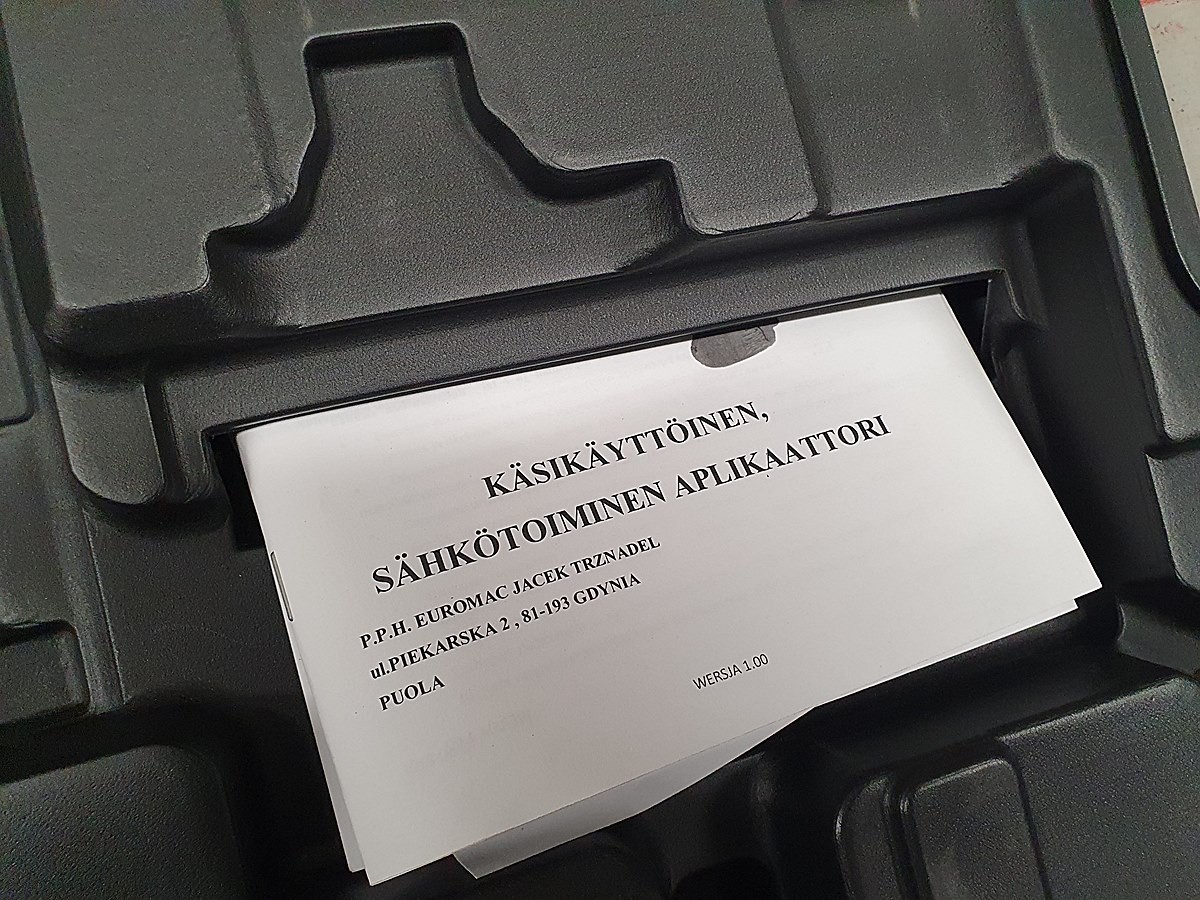 KÄSIKÄYTTÖINEN,
SÄHKÖTOIMINEN APLIKAATTORI
P.P.H. EUROMAC JACEK TRZNADEL
ul.PIEKARSKA 2 , 81-193 GDYNIA
PUOLA
WERSJA 1.00